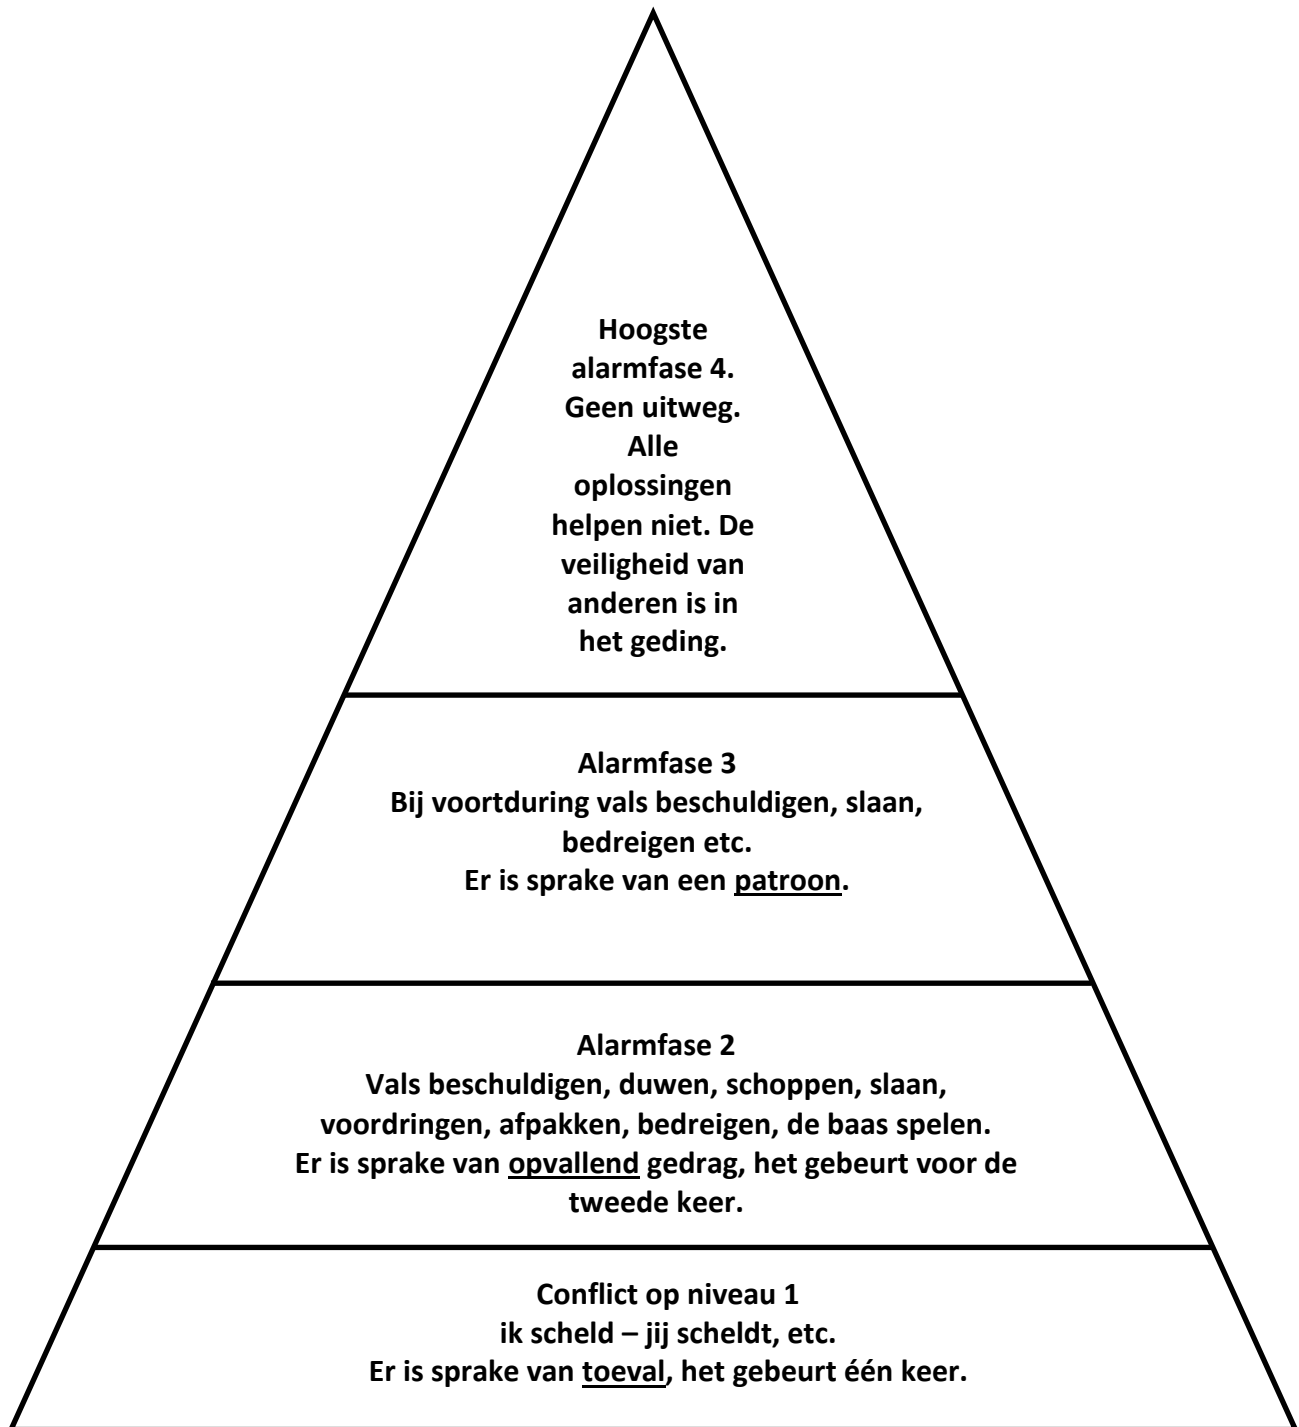 Hoogste
alarmfase 4.
Geen uitweg.
Alle
oplossingen
helpen niet. De
veiligheid van
anderen is in
het geding.
Alarmfase 3
Bij voortduring vals beschuldigen, slaan,
bedreigen etc.
Er is sprake van een patroon.
Alarmfase 2
Vals beschuldigen, duwen, schoppen, slaan,
voordringen, afpakken, bedreigen, de baas spelen.
Er is sprake van opvallend gedrag, het gebeurt voor de
tweede keer.
Conflict op niveau 1
ik scheld – jij scheldt, etc.
Er is sprake van toeval, het gebeurt één keer.